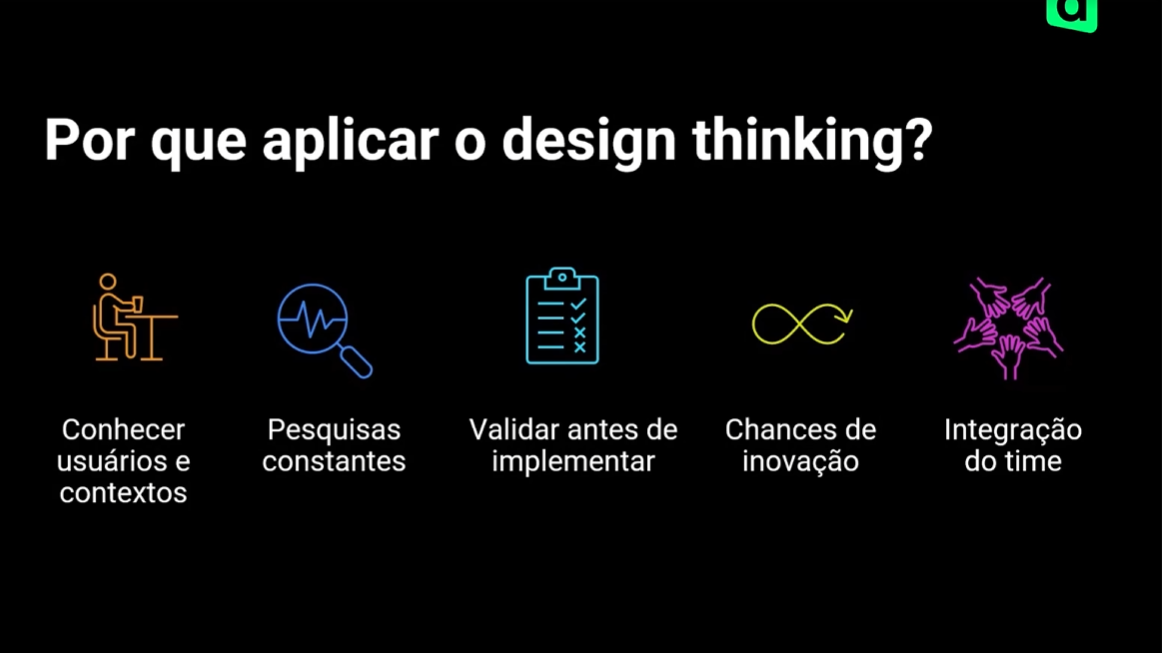 a
Por que aplicar o design thinking?
Conhecer
usuários e
contextos
Pesquisas
constantes
Validar antes de
implementar
Chances de
inovação
Integração
do time